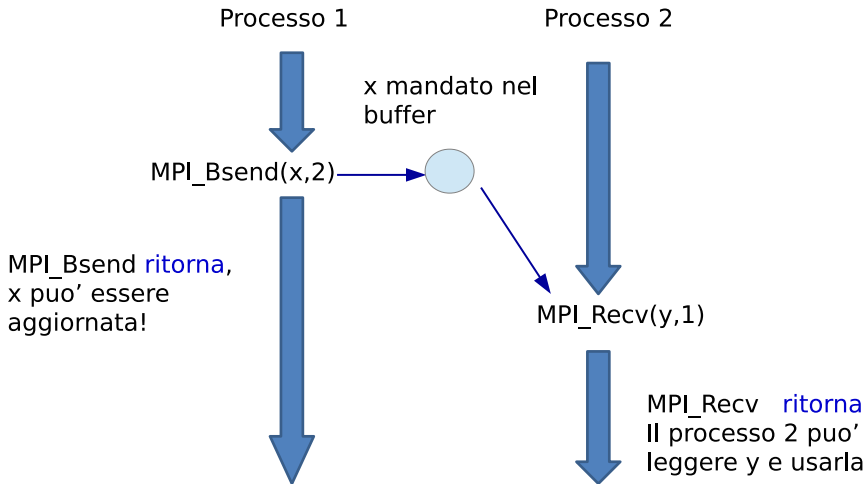 Processo 1
Processo 2
x mandato nel
buffer
MPI_Bsend(x,2)
MPI_Bsend ritorna,
x puo’ essere
aggiornata!
MPI_Recv(y,1)
MPI_Recv ritorna
Il processo 2 puo’
leggere y e usarla